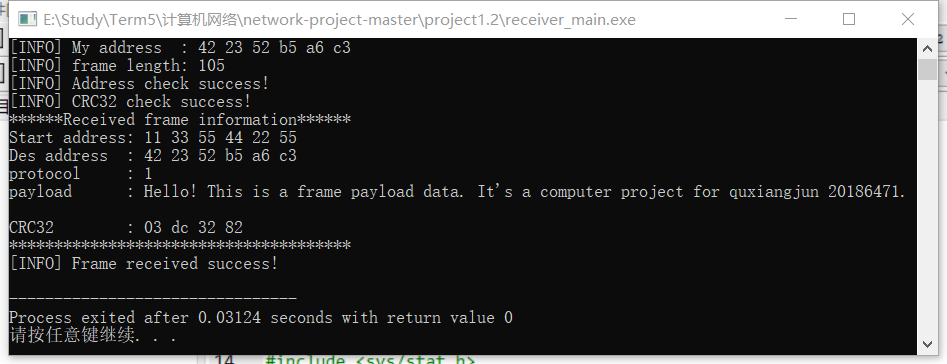 E:\Study\Term5\计算机网络\network-project-master\project1.2\receiver_main.exe
[INFO] My address  : 42 23 52 b5 a6 c3
[INFO] frame length: 105
[INFO] Address check success!
[INFO] CRC32 check success!
******Received frame information******
Start address: 11 33 55 44 22 55
Des address  : 42 23 52 b5 a6 c3
protocol     : 1
payload      : Hello! This is a frame payload data. It's a computer project for quxiangjun 20186471.
CRC32        : 03 dc 32 82
**************************************
[INFO] Frame received success!
--------------------------------
Process exited after 0.03124 seconds with return value 0
请按任意键继续. . .
14 #include <sys/stat.h>